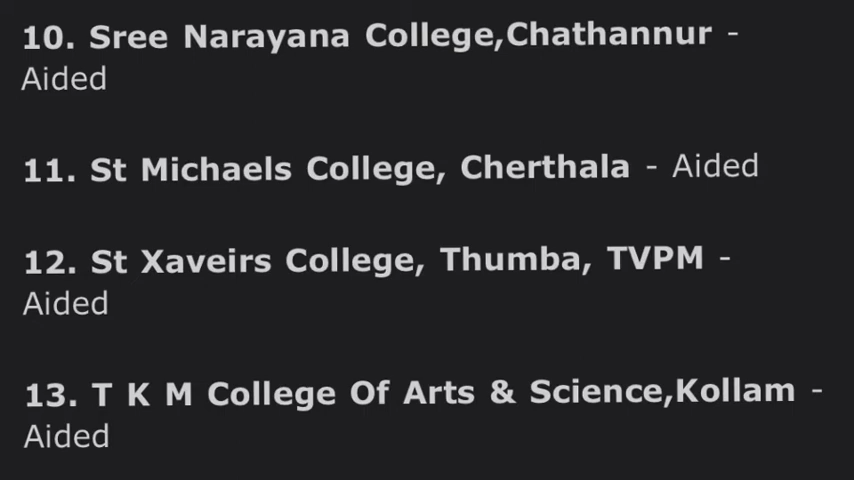 10. Sree Narayana College,Chathannur -
Aided
11. St Michaels College, Cherthala - Aided
12. St Xaveirs College, Thumba, TVPM -
Aided
13. T K M College Of Arts & Science,Kollam -
Aided